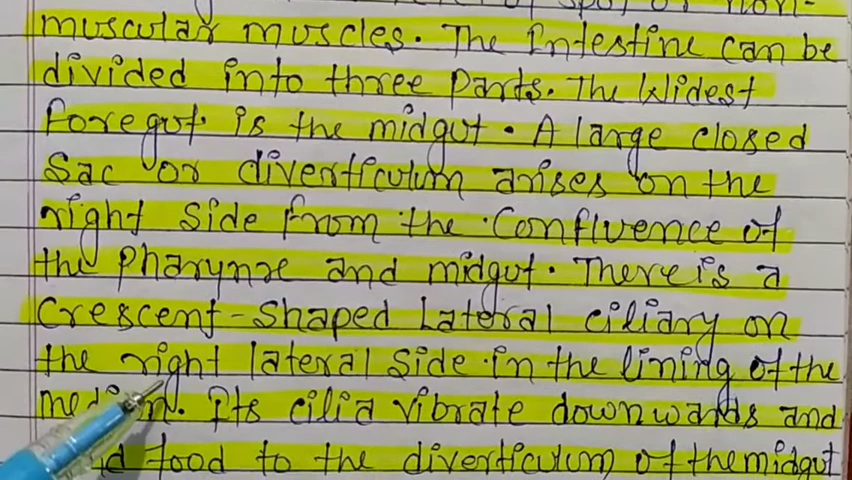 muscular muscles. The Intestine can be
divided into three parts. The Widest
foregut is the midgut. A large closed
Sac or diverticulum arises on the
right side from the Confluence of
the pharynx and midgut. There is a
Crescent-shaped Lateral ciliary on
the right lateral side in the lining of the
Its cilia vibrate downwards and
food to the diverticulum of the midgut